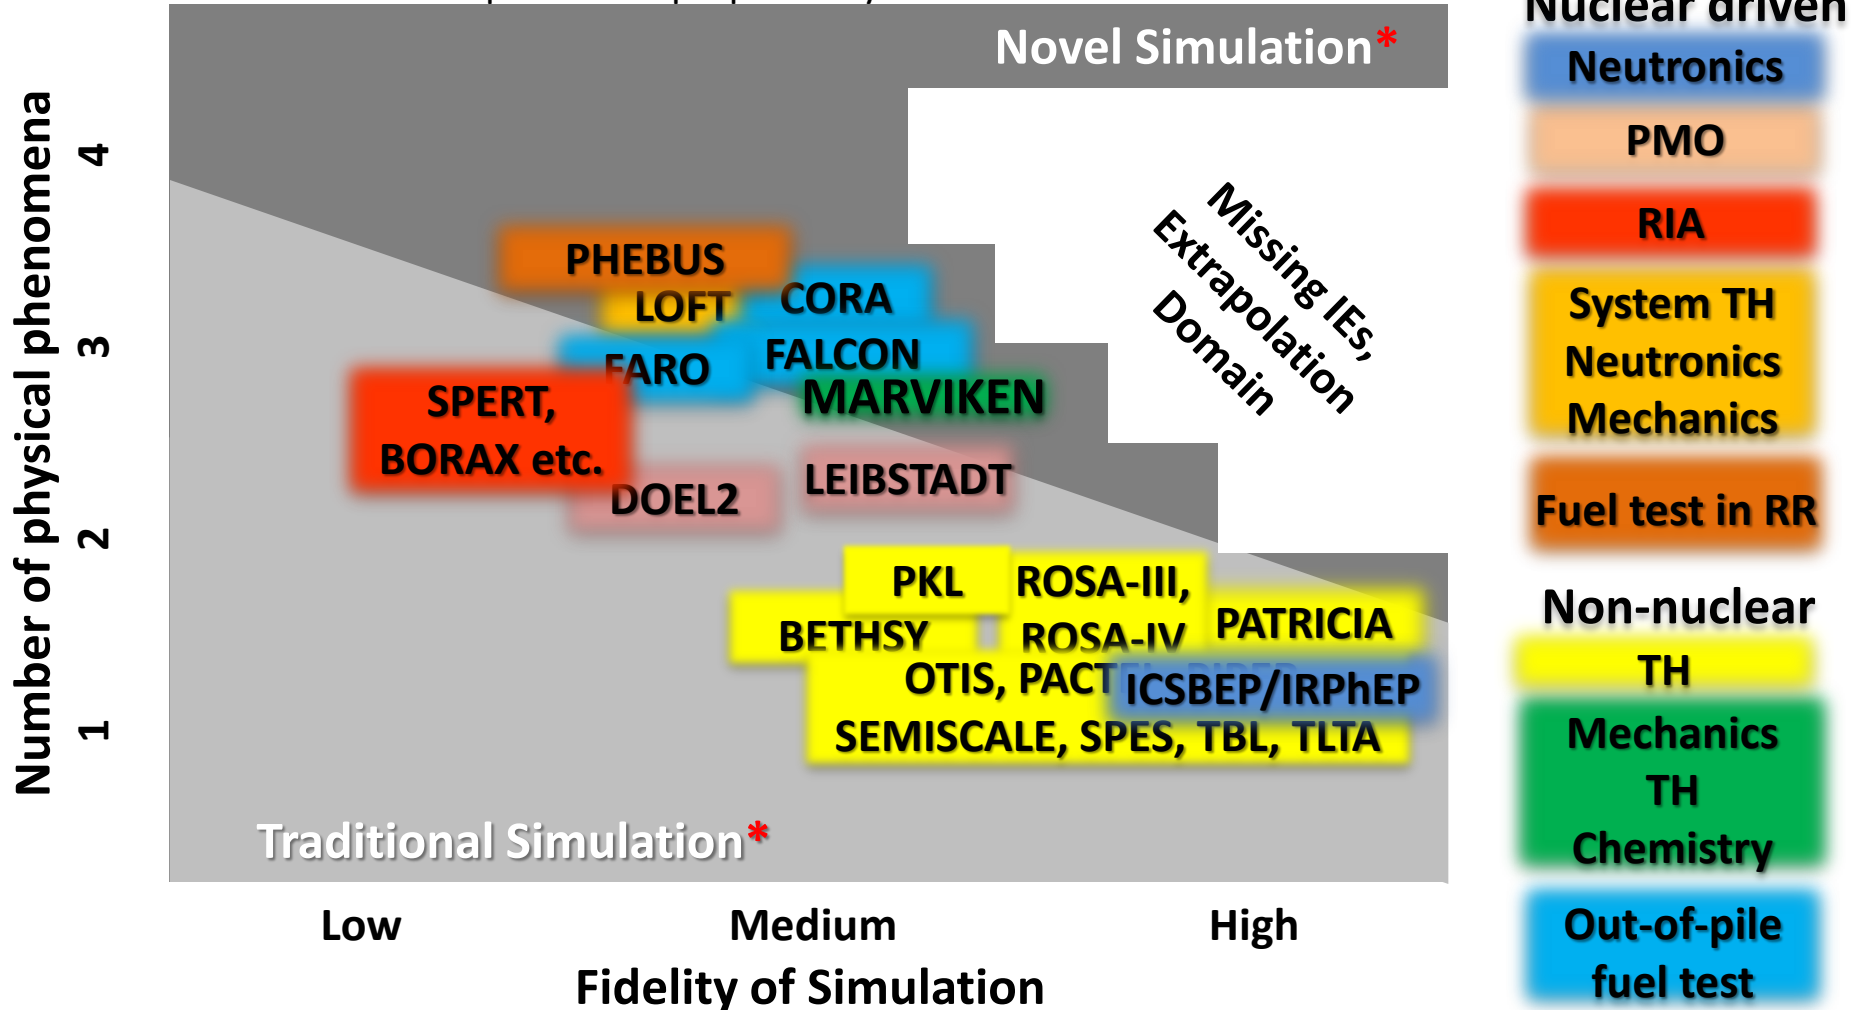 Nuclear driven
Novel Simulation*
Neutronics
PMO
RIA
System TH
Neutronics
Mechanics
Fuel test in RR
Non-nuclear
TH
Mechanics
TH
Chemistry
Out-of-pile
fuel test
Number of physical phenomena
4
3
2
1
Missing IEs,
Extrapolation
Domain
PHEBUS
LOFT
CORA
FARO
FALCON
MARVIKEN
SPERT,
BORAX etc.
DOEL2
LEIBSTADT
PKL
ROSA-III,
ROSA-IV
BETHSY
PATRICIA
OTIS,
ICSBEP/IRPhEP
SEMISCALE, SPES, TBL, TLTA
Traditional Simulation*
Low
Medium
High
Fidelity of Simulation